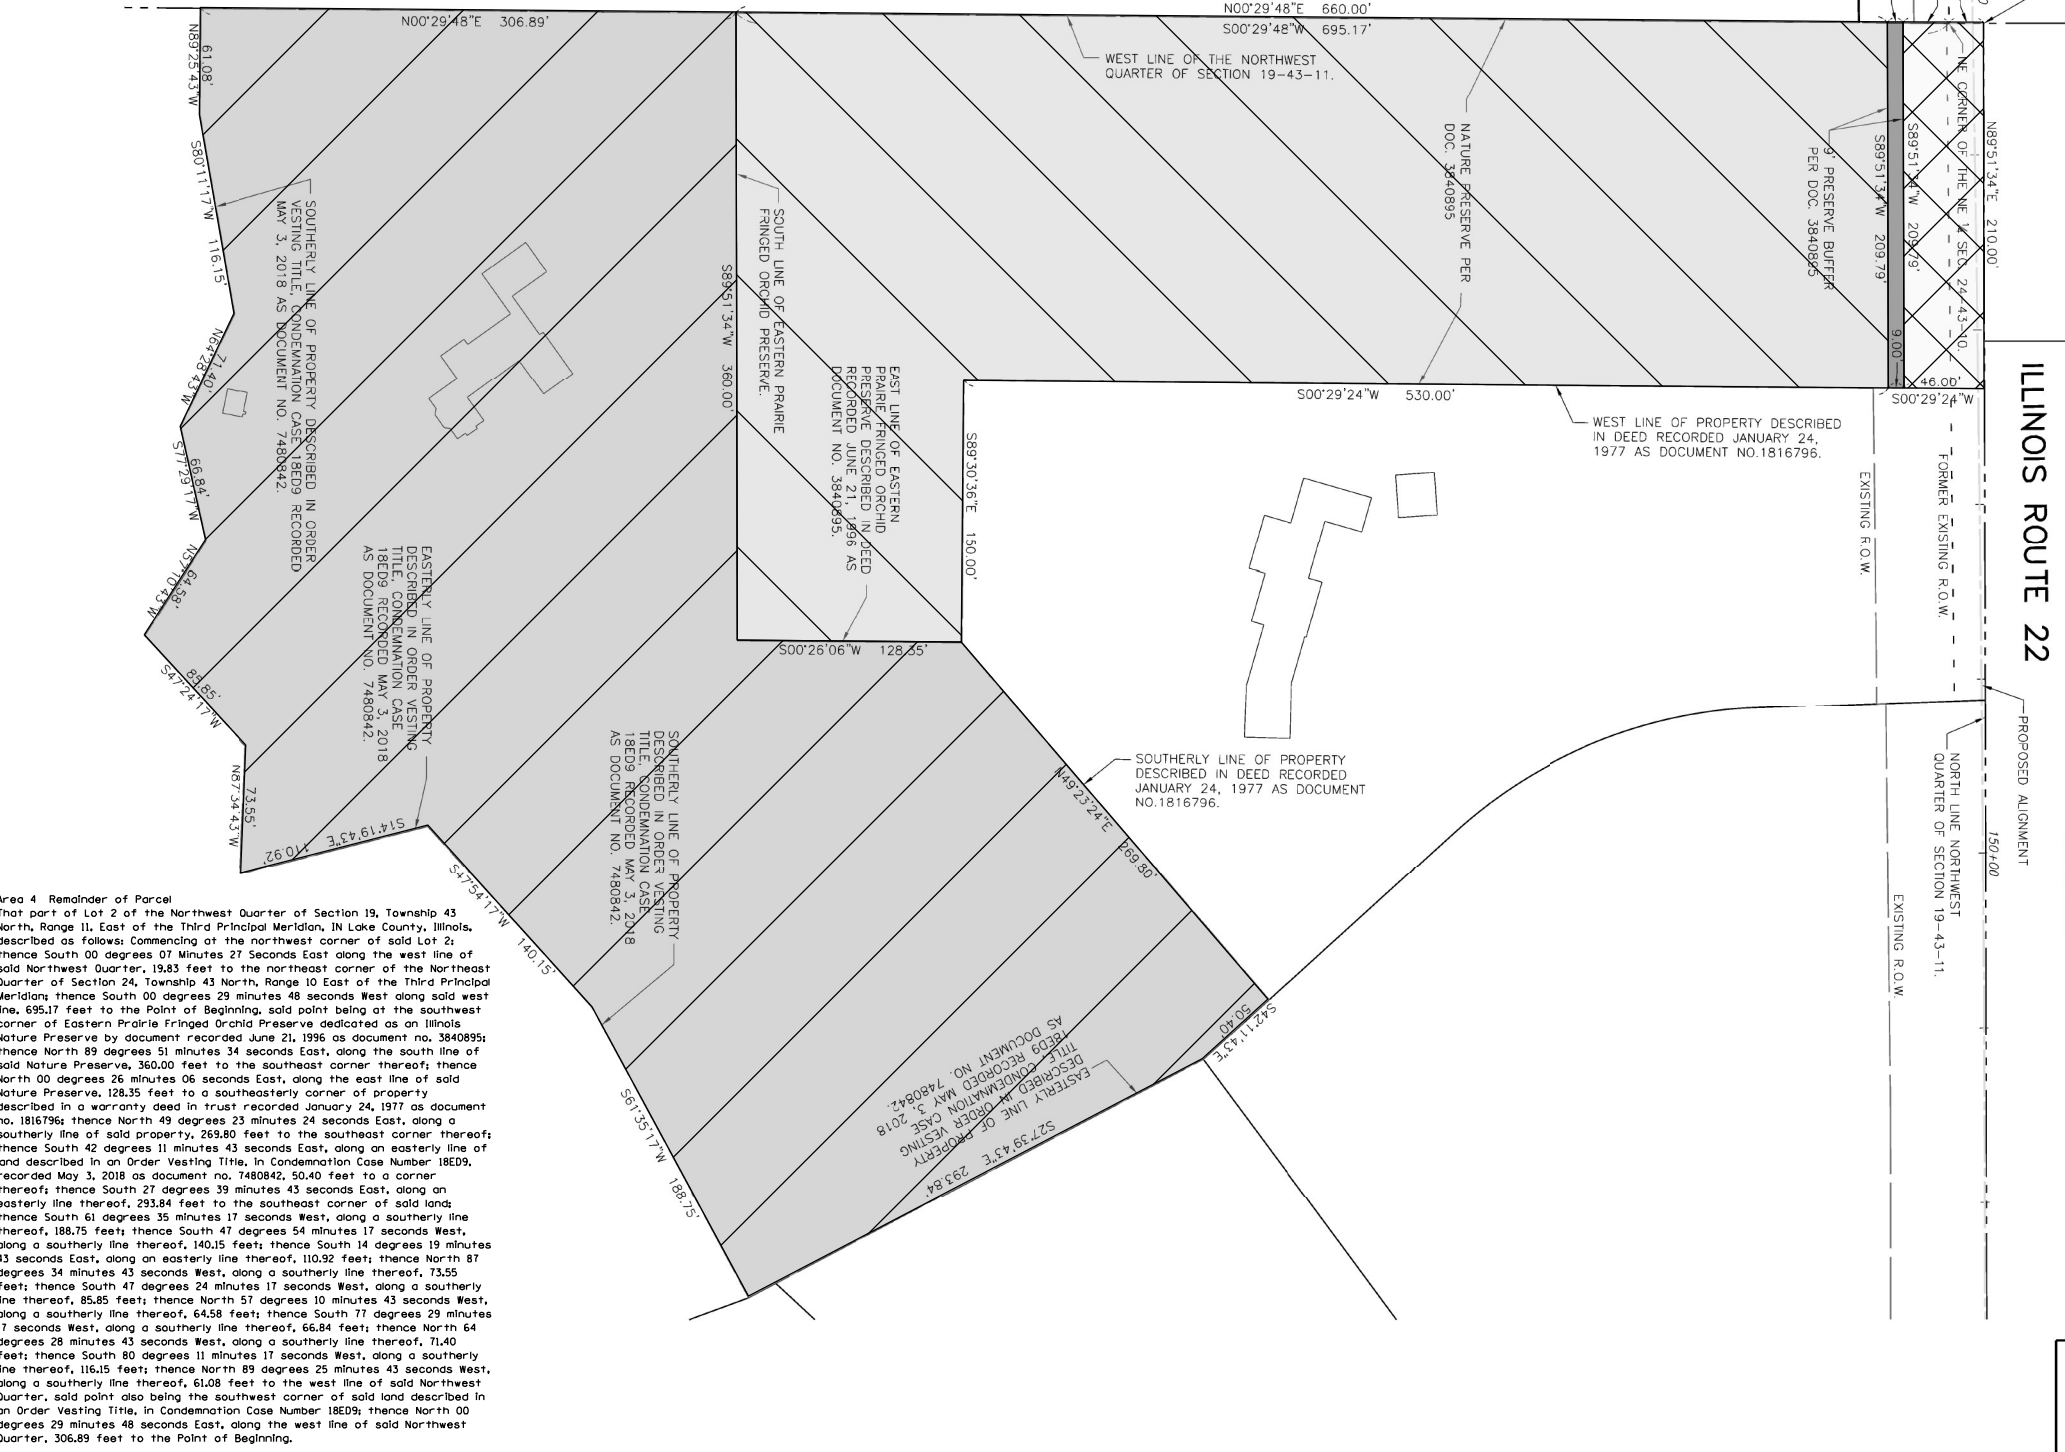 N00°29'48"E 306.89'
N00°29'48"E 660.00'
S00°29'48"W 695.17'
WEST LINE OF THE NORTHWEST
QUARTER OF SECTION 19-43-11.
NATURE PRESERVE PER
DOC. 3840895
9' PRESERVE BUFFER
PER DOC. 3840895
S89°51'34"W 209.79'
S89°51'34"W 209.79'
9.00'
NE CORNER OF THE NE 14 SEC. 24-43-10.
N89°51'34"E 210.00'
46.00'
S00°29'24"W
ILLINOIS ROUTE 22
N89°25'43"W
61.08'
S80°11'17"W 116.15'
SOUTHERLY LINE OF PROPERTY DESCRIBED IN ORDER
VESTING TITLE, CONDEMNATION CASE 18ED9 RECORDED
MAY 3, 2018 AS DOCUMENT NO. 7480842.
N64°28'43"W
71.40'
S77°29'17"W
66.84'
N57°10'43"W
64.58'
S47°24'17"W
85.85'
N87°34'43"W
73.55'
S14°19'43"E
110.92'
EASTERLY LINE OF PROPERTY
DESCRIBED IN ORDER VESTING
TITLE, CONDEMNATION CASE
18ED9 RECORDED MAY 3, 2018
AS DOCUMENT NO. 7480842.
SOUTH LINE OF EASTERN PRAIRIE
FRINGED ORCHID PRESERVE.
S89°51'34"W 360.00'
EAST LINE OF EASTERN
PRAIRIE FRINGED ORCHID
PRESERVE DESCRIBED IN DEED
RECORDED JUNE 21, 1996 AS
DOCUMENT NO. 3840895.
S00°26'06"W 128.35'
S89°30'36"E 150.00'
S00°29'24"W 530.00'
WEST LINE OF PROPERTY DESCRIBED
IN DEED RECORDED JANUARY 24,
1977 AS DOCUMENT NO.1816796.
EXISTING R.O.W.
FORMER EXISTING R.O.W.
PROPOSED ALIGNMENT
NORTH LINE NORTHWEST
QUARTER OF SECTION 19-43-11.
150+00
EXISTING R.O.W.
SOUTHERLY LINE OF PROPERTY
DESCRIBED IN DEED RECORDED
JANUARY 24, 1977 AS DOCUMENT
NO.1816796.
N49°23'24"E
269.80'
SOUTHERLY LINE OF PROPERTY
DESCRIBED IN ORDER VESTING
TITLE, CONDEMNATION CASE
18ED9 RECORDED MAY 3, 2018
AS DOCUMENT NO. 7480842.
S47°54'17"W 140.15'
S61°35'17"W 188.75'
S42°11'43"E
50.40'
EASTERLY LINE OF PROPERTY
DESCRIBED IN ORDER VESTING
TITLE, CONDEMNATION CASE
18ED9 RECORDED MAY 3, 2018
AS DOCUMENT NO. 7480842.
S27°39'43"E
293.84'
Area 4 Remainder of Parcel
That part of Lot 2 of the Northwest Quarter of Section 19, Township 43
North, Range 11, East of the Third Principal Meridian, IN Lake County, Illinois,
described as follows: Commencing at the northwest corner of said Lot 2;
thence South 00 degrees 07 Minutes 27 Seconds East along the west line of
said Northwest Quarter, 19.83 feet to the northeast corner of the Northeast
Quarter of Section 24, Township 43 North, Range 10 East of the Third Principal
Meridian; thence South 00 degrees 29 minutes 48 seconds West along said west
line, 695.17 feet to the Point of Beginning, said point being at the southwest
corner of Eastern Prairie Fringed Orchid Preserve dedicated as an Illinois
Nature Preserve by document recorded June 21, 1996 as document no. 3840895;
thence North 89 degrees 51 minutes 34 seconds East, along the south line of
said Nature Preserve, 360.00 feet to the southeast corner thereof; thence
North 00 degrees 26 minutes 06 seconds East, along the east line of said
Nature Preserve, 128.35 feet to a southeasterly corner of property
described in a warranty deed in trust recorded January 24, 1977 as document
no. 1816796; thence North 49 degrees 23 minutes 24 seconds East, along a
southerly line of said property, 269.80 feet to the southeast corner thereof;
thence South 42 degrees 11 minutes 43 seconds East, along an easterly line of
land described in an Order Vesting Title, in Condemnation Case Number 18ED9,
recorded May 3, 2018 as document no. 7480842, 50.40 feet to a corner
thereof; thence South 27 degrees 39 minutes 43 seconds East, along an
easterly line thereof, 293.84 feet to the southeast corner of said land;
thence South 61 degrees 35 minutes 17 seconds West, along a southerly line
thereof, 188.75 feet; thence South 47 degrees 54 minutes 17 seconds West,
along a southerly line thereof, 140.15 feet; thence South 14 degrees 19 minutes
43 seconds East, along an easterly line thereof, 110.92 feet; thence North 87
degrees 34 minutes 43 seconds West, along a southerly line thereof, 73.55
feet; thence South 47 degrees 24 minutes 17 seconds West, along a southerly
line thereof, 85.85 feet; thence North 57 degrees 10 minutes 43 seconds West,
along a southerly line thereof, 64.58 feet; thence South 77 degrees 29 minutes
17 seconds West, along a southerly line thereof, 66.84 feet; thence North 64
degrees 28 minutes 43 seconds West, along a southerly line thereof, 71.40
feet; thence South 80 degrees 11 minutes 17 seconds West, along a southerly
line thereof, 116.15 feet; thence North 89 degrees 25 minutes 43 seconds West,
along a southerly line thereof, 61.08 feet to the west line of said Northwest
Quarter, said point also being the southwest corner of said land described in
an Order Vesting Title, in Condemnation Case Number 18ED9; thence North 00
degrees 29 minutes 48 seconds East, along the west line of said Northwest
Quarter, 306.89 feet to the Point of Beginning.